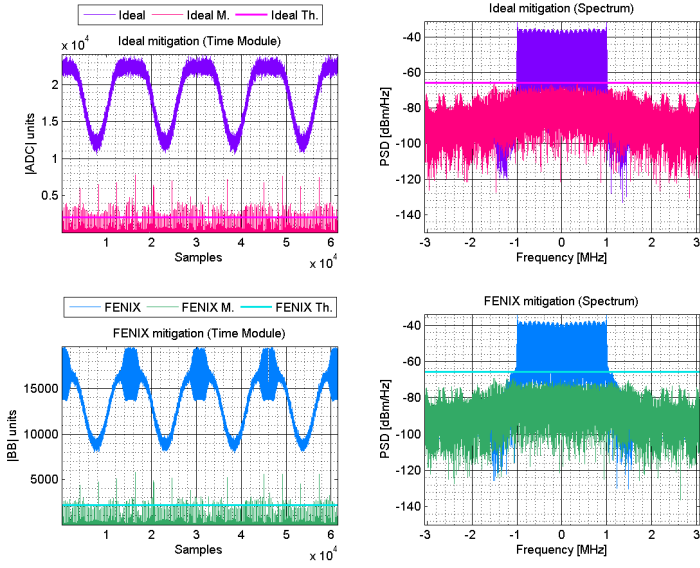 Ideal Ideal M. Ideal Th.
x 10^4
Ideal mitigation (Time Module)
|ADC| units
2
1.5
1
0.5
1 2 3 4 5 6
Samples
x 10^4
Ideal mitigation (Spectrum)
PSD [dBm/Hz]
-40
-60
-80
-100
-120
-140
-3 -2 -1 0 1 2 3
Frequency [MHz]
FENIX FENIX M. FENIX Th.
FENIX mitigation (Time Module)
|BB| units
15000
10000
5000
1 2 3 4 5 6
Samples
x 10^4
FENIX mitigation (Spectrum)
PSD [dBm/Hz]
-40
-60
-80
-100
-120
-140
-3 -2 -1 0 1 2 3
Frequency [MHz]